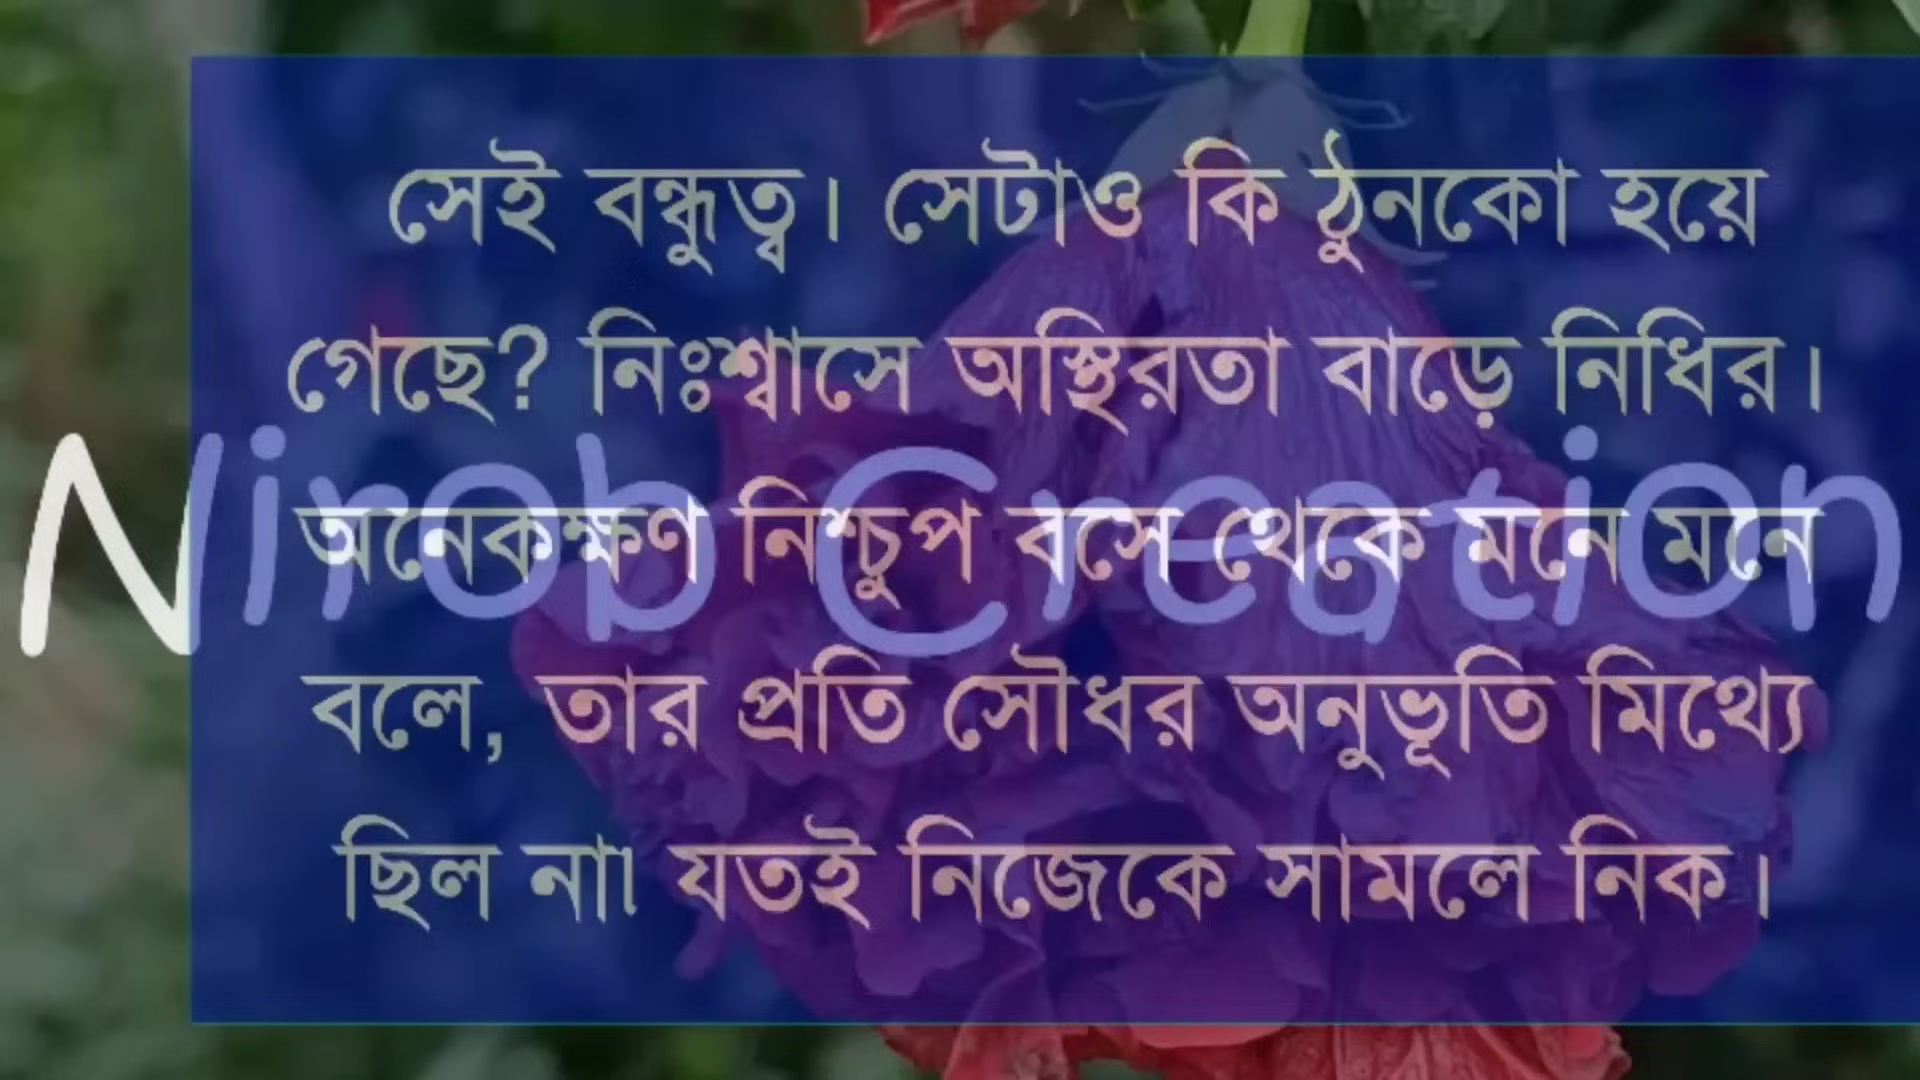 সেই বন্ধুত্ব। সেটাও কি ঠুনকো হয়ে
গেছে? নিঃশ্বাসে অস্থিরতা বাড়ে নিধির।
Nirob Creation
অনেকক্ষণ নিশ্চুপ বসে থেকে মনে মনে
বলে, তার প্রতি সৌধর অনুভূতি মিথ্যে
ছিল না৷ যতই নিজেকে সামলে নিক।